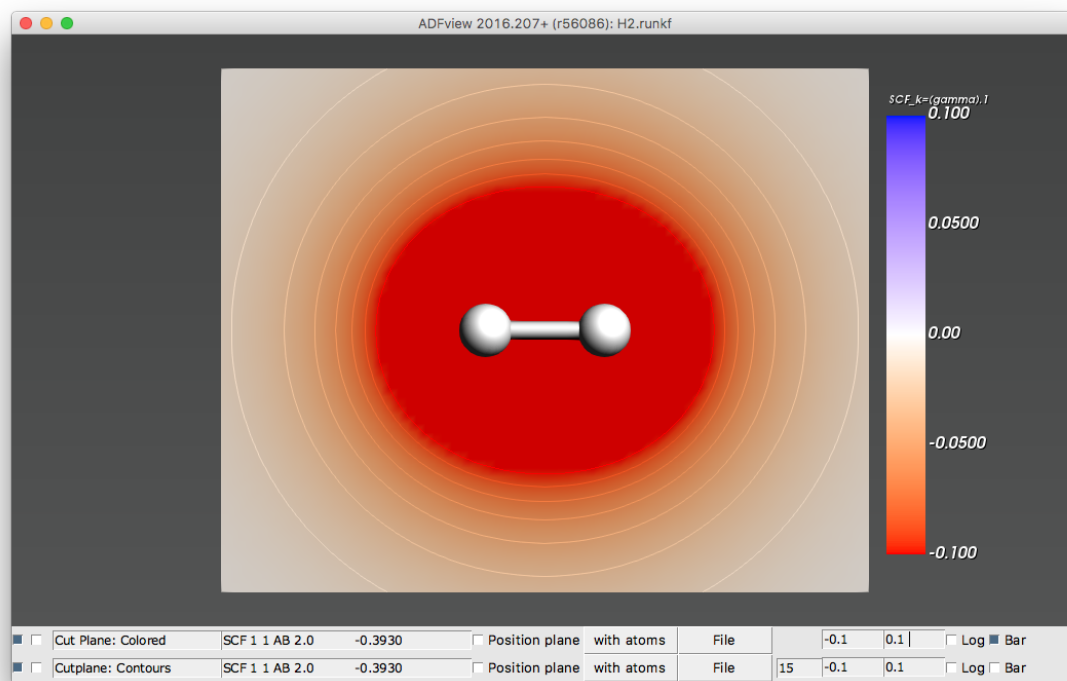 ADFview 2016.207+ (r56086): H2.runkf
SCF_k=(gamma),1
0.100
0.0500
0.00
-0.0500
-0.100
Cut Plane: Colored SCF 1 1 AB 2.0 -0.3930 Position plane with atoms File -0.1 0.1 Log Bar
Cutplane: Contours SCF 1 1 AB 2.0 -0.3930 Position plane with atoms File 15 -0.1 0.1 Log Bar